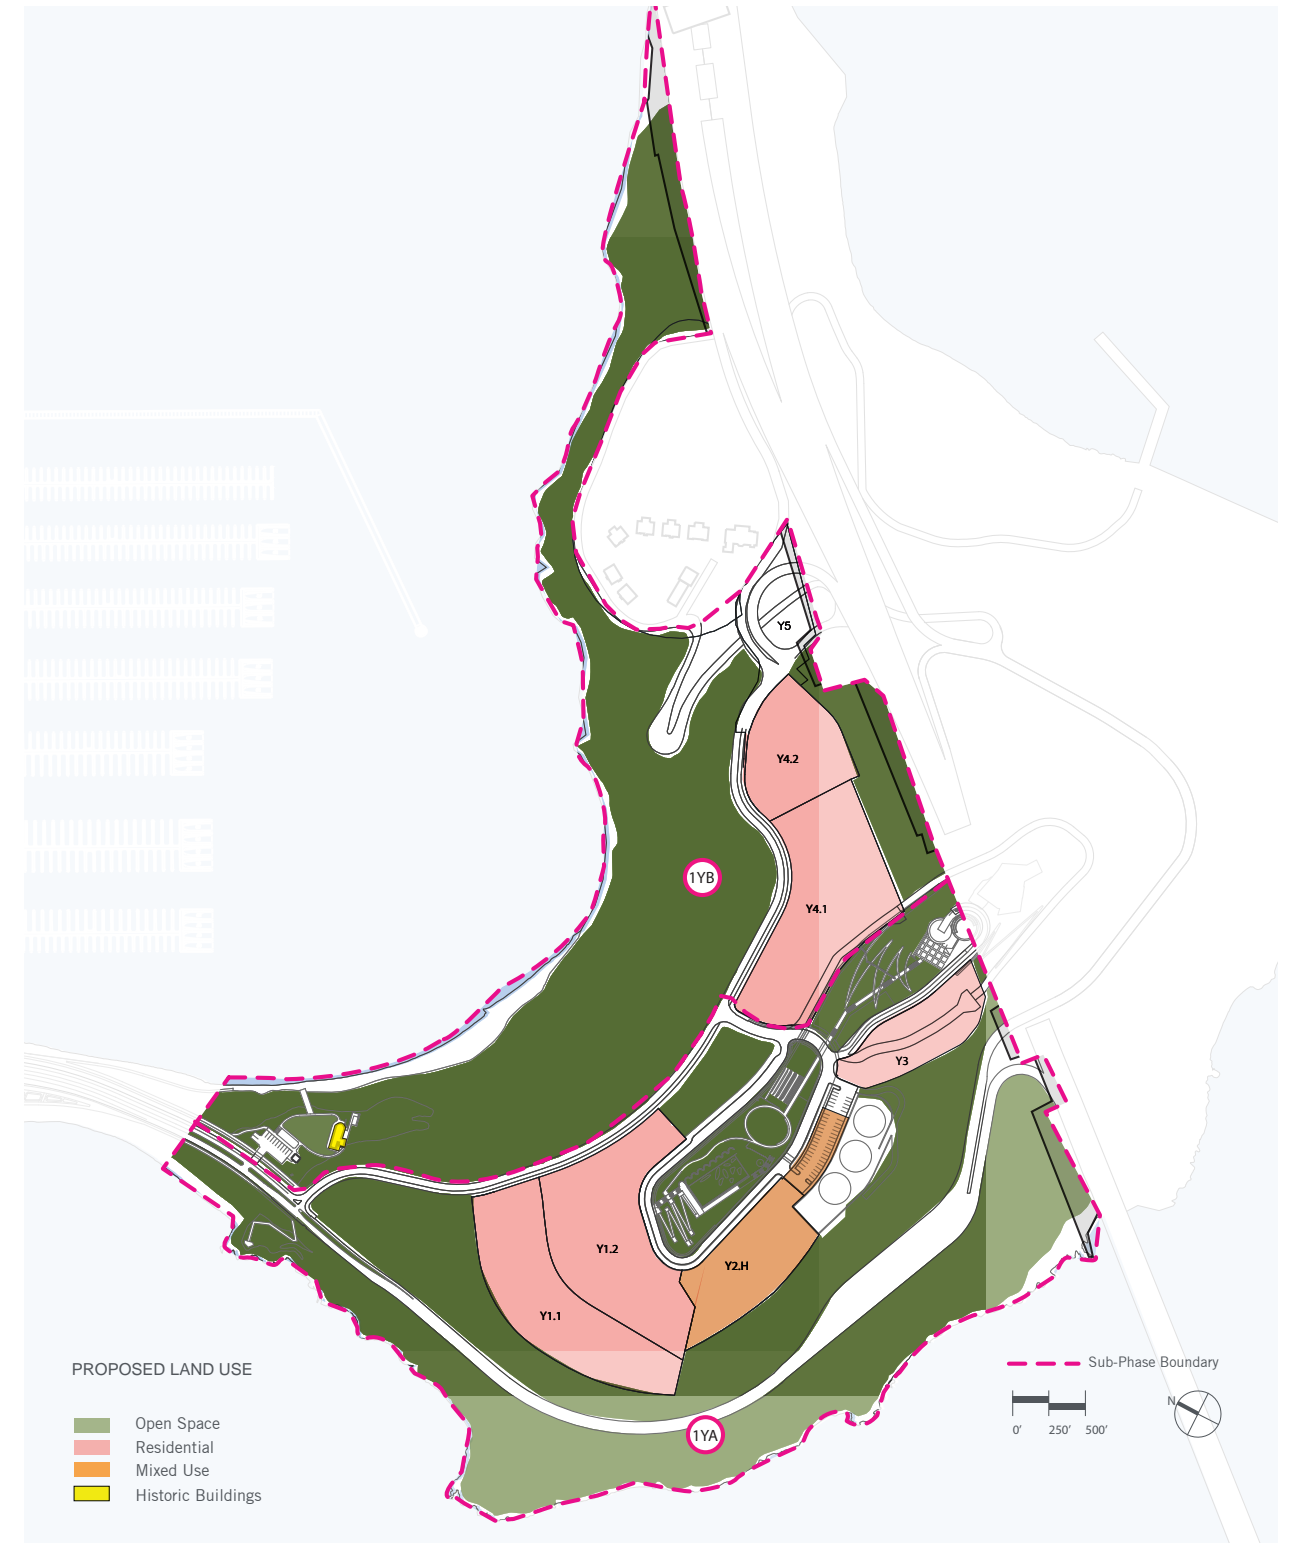 Y5
Y4.2
1YB
Y4.1
Y3
Y1.2
Y2.H
Y1.1
PROPOSED LAND USE
Open Space
Residential
Mixed Use
Historic Buildings
1YA
Sub-Phase Boundary
N
0’ 250’ 500’